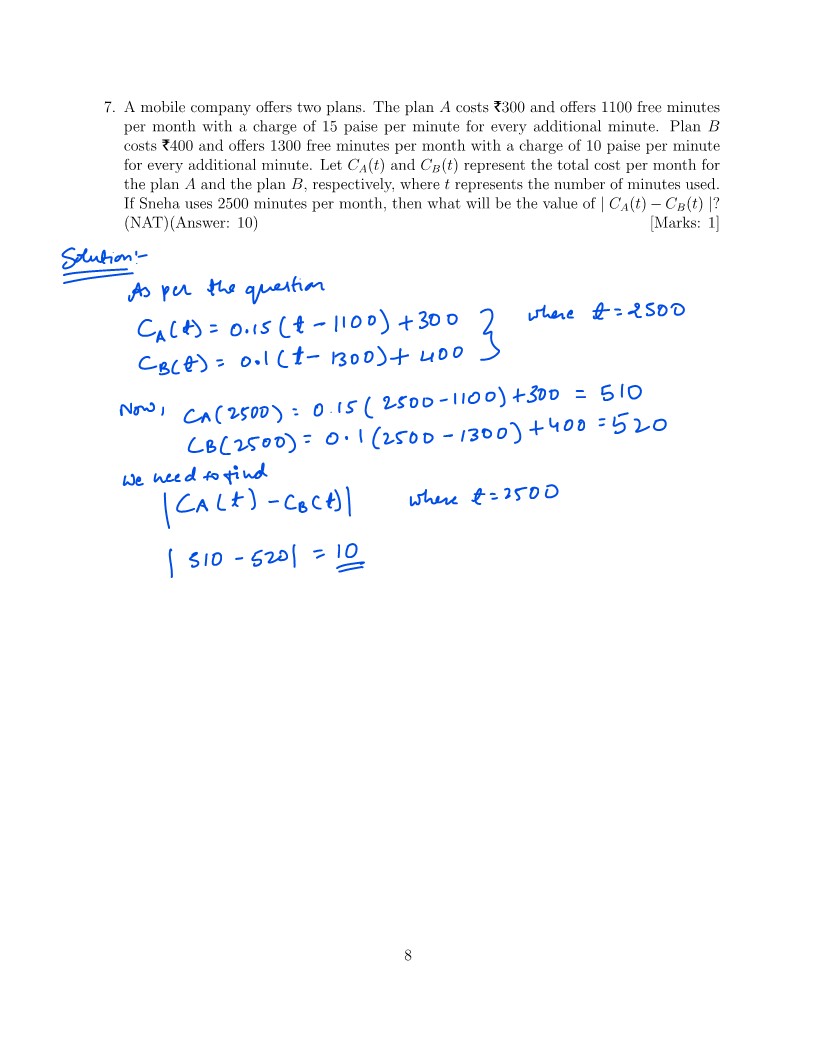 7. A mobile company offers two plans. The plan A costs ₹300 and offers 1100 free minutes
per month with a charge of 15 paise per minute for every additional minute. Plan B
costs ₹400 and offers 1300 free minutes per month with a charge of 10 paise per minute
for every additional minute. Let C_A(t) and C_B(t) represent the total cost per month for
the plan A and the plan B, respectively, where t represents the number of minutes used.
If Sneha uses 2500 minutes per month, then what will be the value of | C_A(t) − C_B(t) |?
(NAT)(Answer: 10) [Marks: 1]
Solution:-
As per the question
C_A(t) = 0.15 (t - 1100) + 300 } where t = 2500
C_B(t) = 0.1 (t - 1300) + 400
Now, C_A(2500) = 0.15 (2500 - 1100) + 300 = 510
C_B(2500) = 0.1 (2500 - 1300) + 400 = 520
We need to find
|C_A(t) - C_B(t)| where t = 2500
|510 - 520| = 10
8